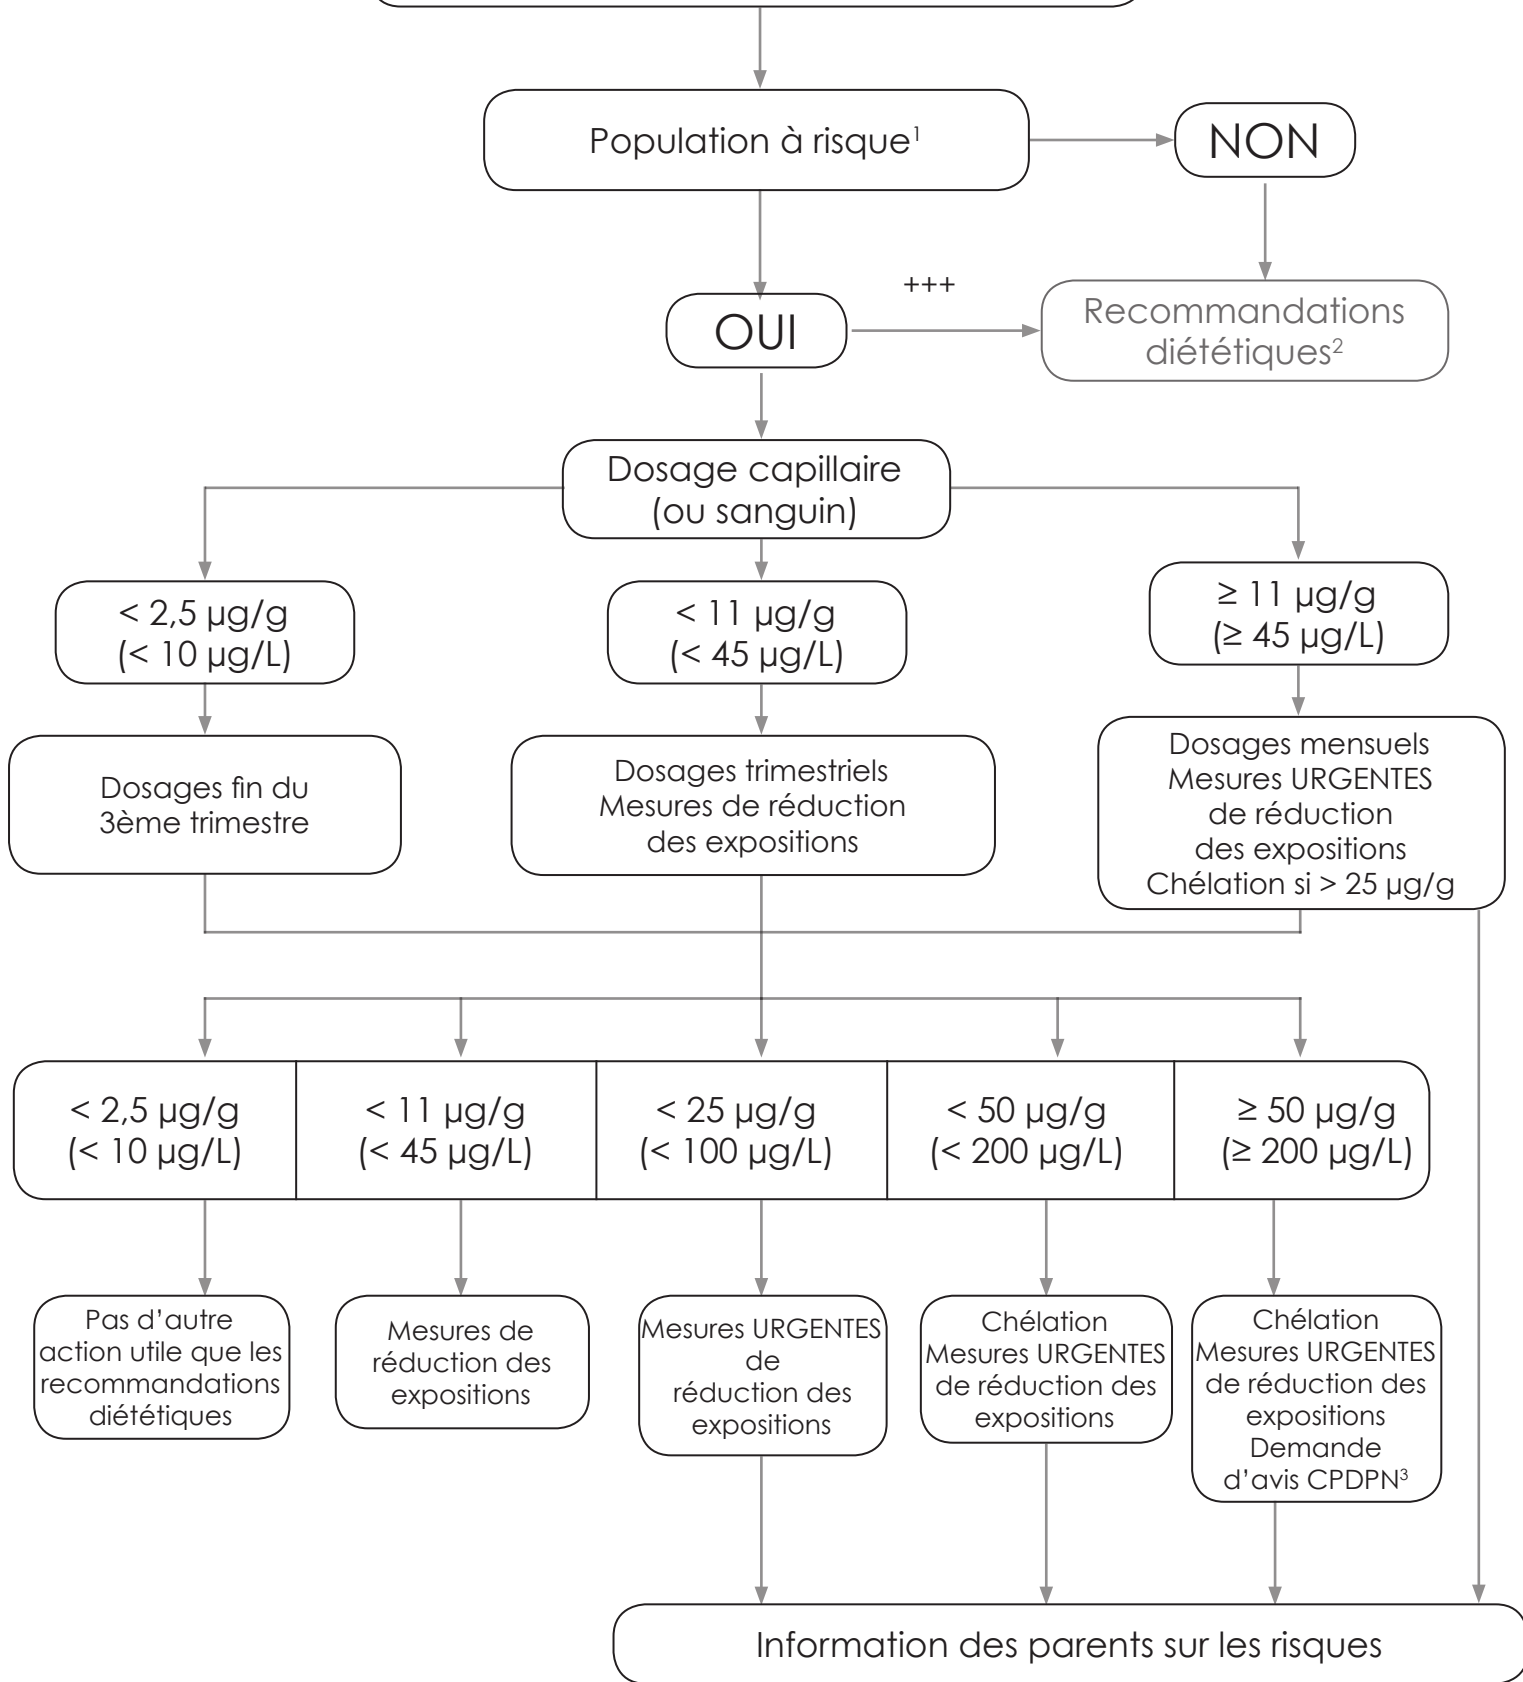 Population à risque¹
NON
+++
OUI
Recommandations
diététiques²
Dosage capillaire
(ou sanguin)
< 2,5 µg/g
(< 10 µg/L)
< 11 µg/g
(< 45 µg/L)
≥ 11 µg/g
(≥ 45 µg/L)
Dosages fin du
3ème trimestre
Dosages trimestriels
Mesures de réduction
des expositions
Dosages mensuels
Mesures URGENTES
de réduction
des expositions
Chélation si > 25 µg/g
< 2,5 µg/g
(< 10 µg/L)
< 11 µg/g
(< 45 µg/L)
< 25 µg/g
(< 100 µg/L)
< 50 µg/g
(< 200 µg/L)
≥ 50 µg/g
(≥ 200 µg/L)
Pas d’autre
action utile que les
recommandations
diététiques
Mesures de
réduction des
expositions
Mesures URGENTES
de
réduction des
expositions
Chélation
Mesures URGENTES
de réduction des
expositions
Chélation
Mesures URGENTES
de réduction des
expositions
Demande
d’avis CPDPN³
Information des parents sur les risques